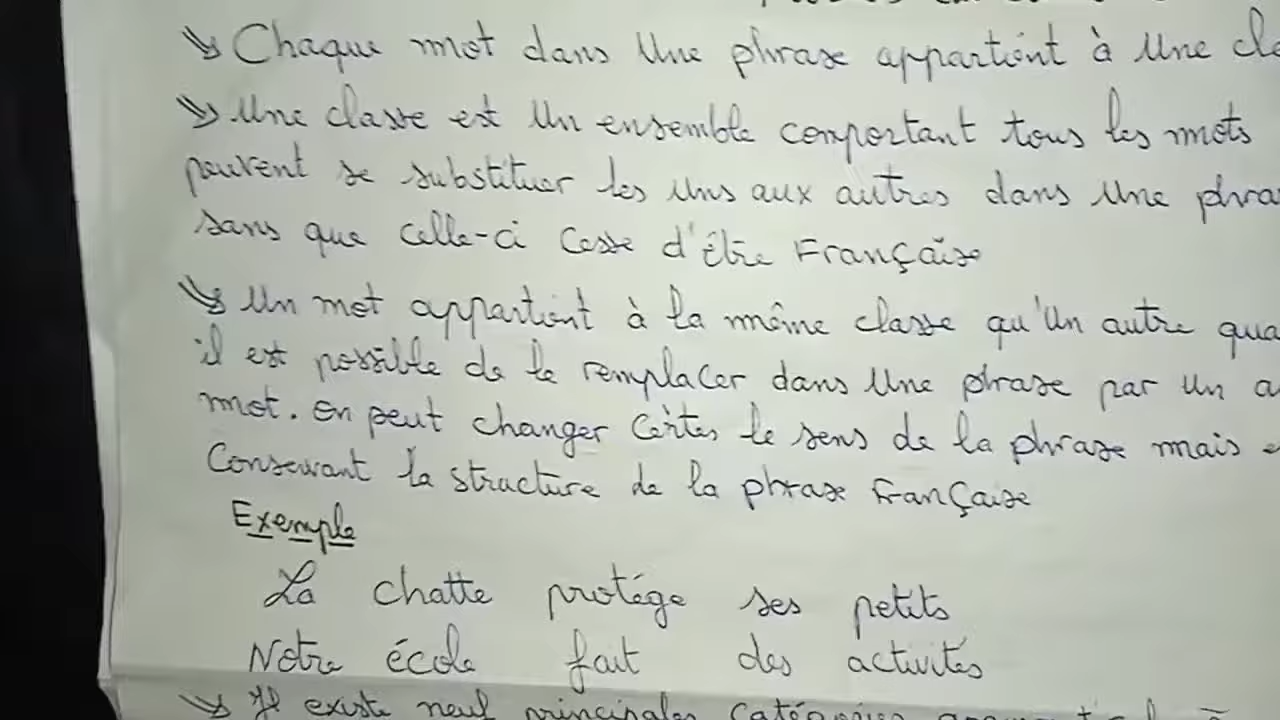 ↘ Chaque mot dans Une phrase appartient à Une
↘ Une classe est Un ensemble comportant tous les mots
peuvent se substituer les uns aux autres dans Une
sans que celle-ci cesse d'être Française
↘ Un mot appartient à la même classe qu'Un autre
il est possible de le remplacer dans Une phrase par un
mot. On peut changer Certes le sens de la phrase mais
Conservant la structure de la phrase Française
Exemple
La chatte protége ses petits
Notre école fait des activités
↘ Il existe neuf principales catégories